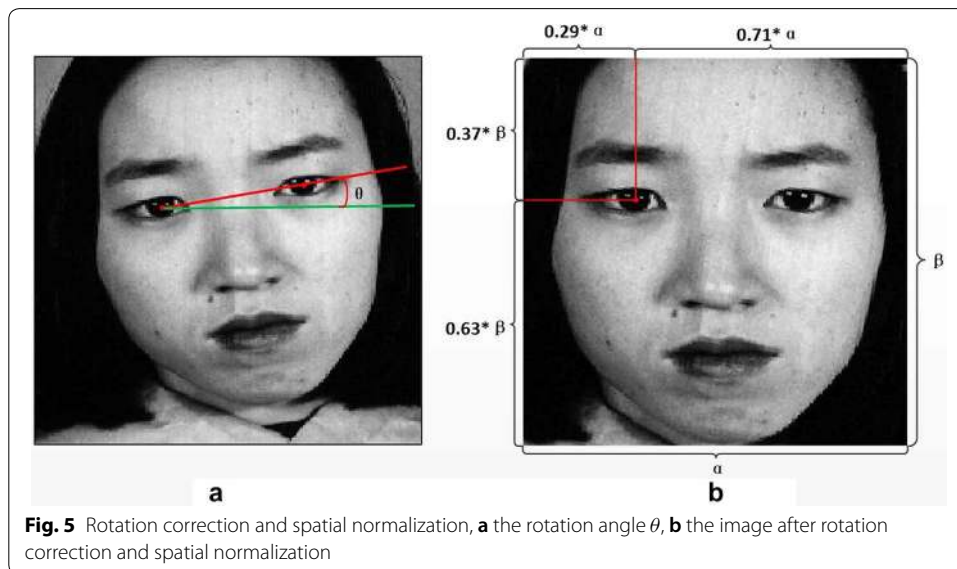 0.29* α 0.71* α
0.37* β
θ
β
0.63* β
α
a b
Fig. 5 Rotation correction and spatial normalization, a the rotation angle θ, b the image after rotation
correction and spatial normalization